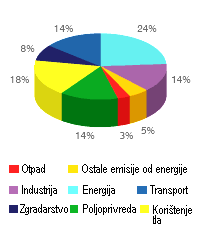 14%
24%
8%
18%
14%
14%
3%
5%
Otpad
Ostale emisije od energije
Industrija
Energija
Transport
Zgradarstvo
Poljoprivreda
Korištenje
tla